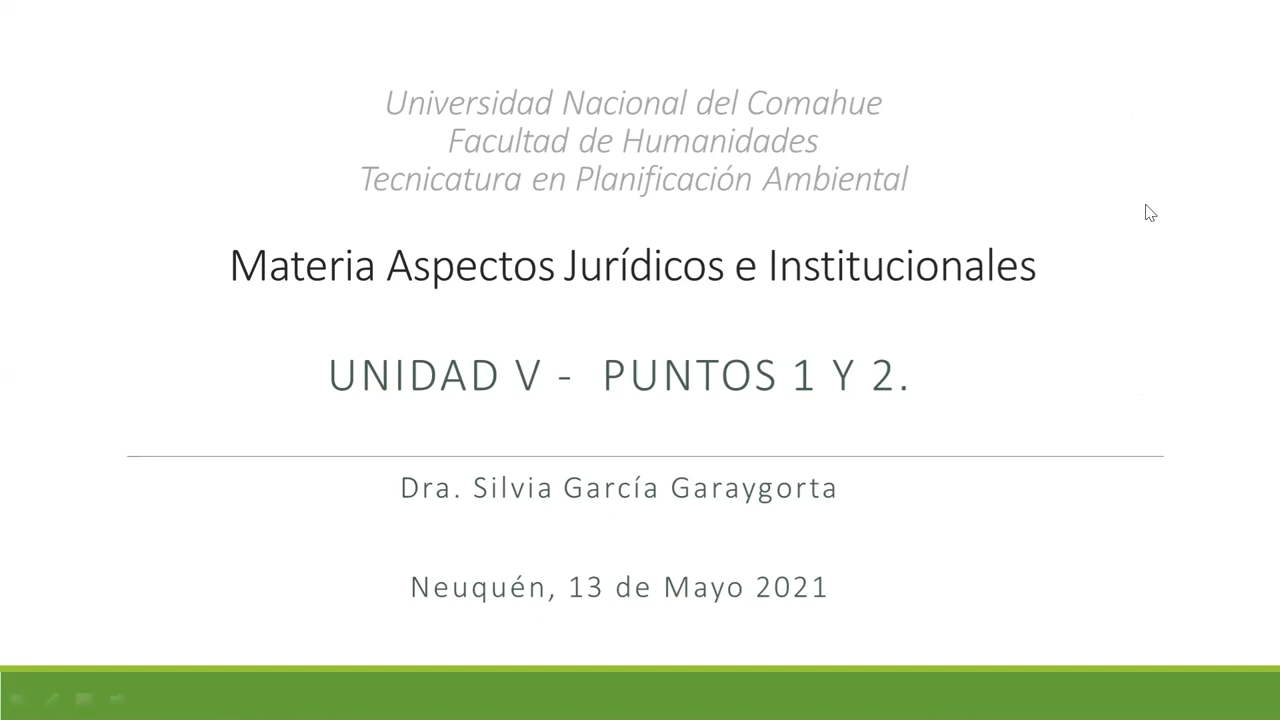 Universidad Nacional del Comahue
Facultad de Humanidades
Tecnicatura en Planificación Ambiental
Materia Aspectos Jurídicos e Institucionales
UNIDAD V - PUNTOS 1 Y 2.
Dra. Silvia García Garaygorta
Neuquén, 13 de Mayo 2021